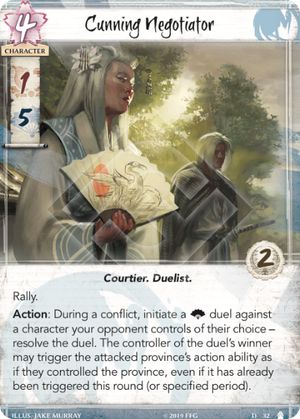 4
Cunning Negotiator
CHARACTER
1
5
2
Courtier. Duelist.
Rally.
Action: During a conflict, initiate a duel against
a character your opponent controls of their choice –
resolve the duel. The controller of the duel's winner
may trigger the attacked province's action ability as
if they controlled the province, even if it has already
been triggered this round (or specified period).
ILLUS: JAKE MURRAY © 2019 FFG D 32